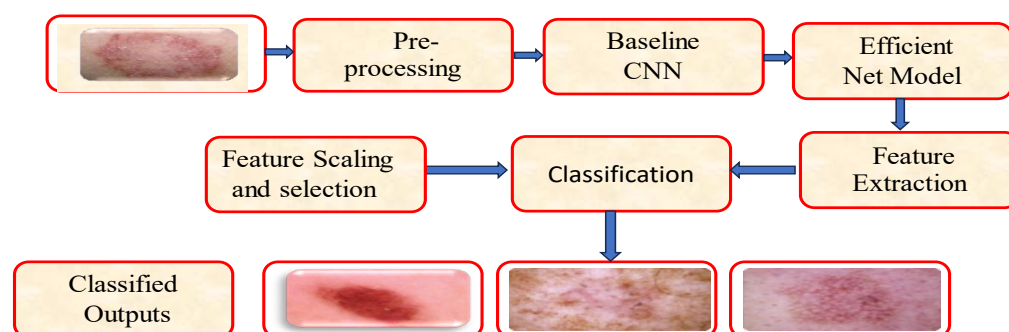 Pre-
processing
Baseline
CNN
Efficient
Net Model
Feature Scaling
and selection
Classification
Feature
Extraction
Classified
Outputs